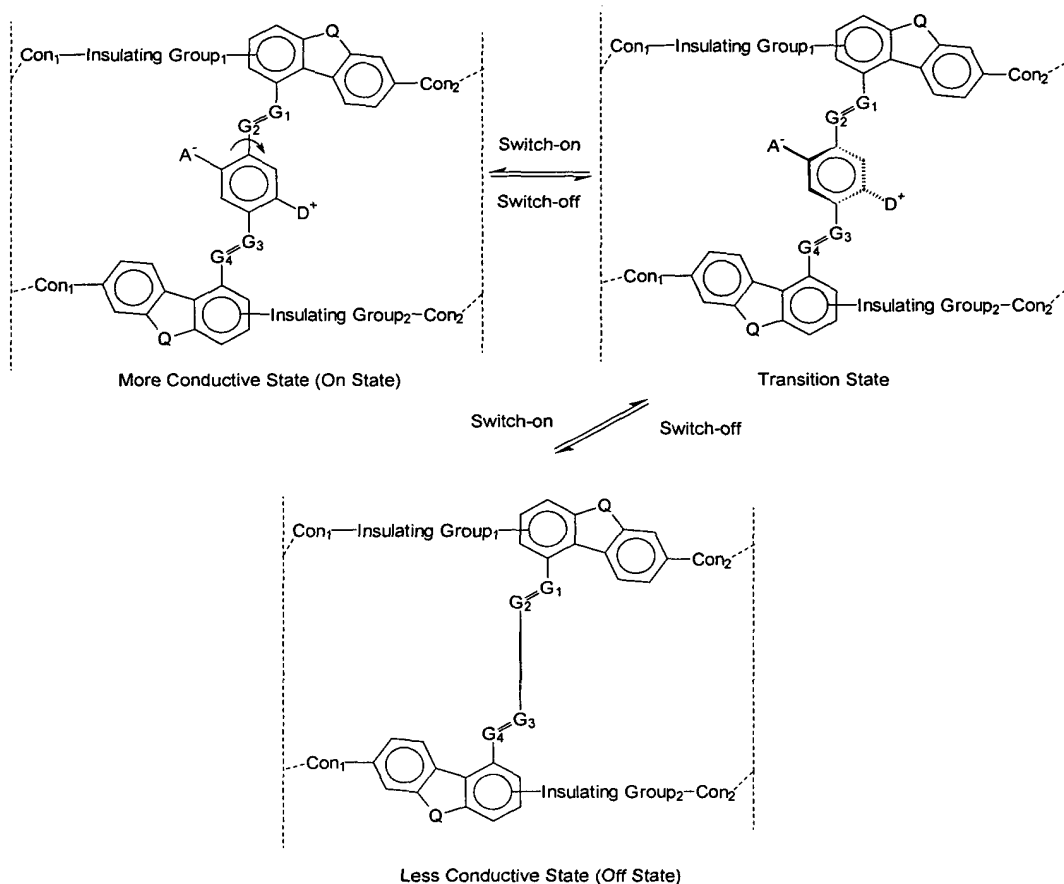 Q Q
Con1 Insulating Group1 Con2 Con1 Insulating Group1 Con2
G1 G1
G2 G2
A- Switch-on A-
Switch-off
D+ D+
G3 G3
G4 G4
Con1 Con1
Insulating Group2 Con2 Insulating Group2 Con2
Q Q
More Conductive State (On State) Transition State
Switch-on Switch-off
Q
Con1 Insulating Group1 Con2
G1
G2
G3
G4
Con1
Insulating Group2 Con2
Q
Less Conductive State (Off State)